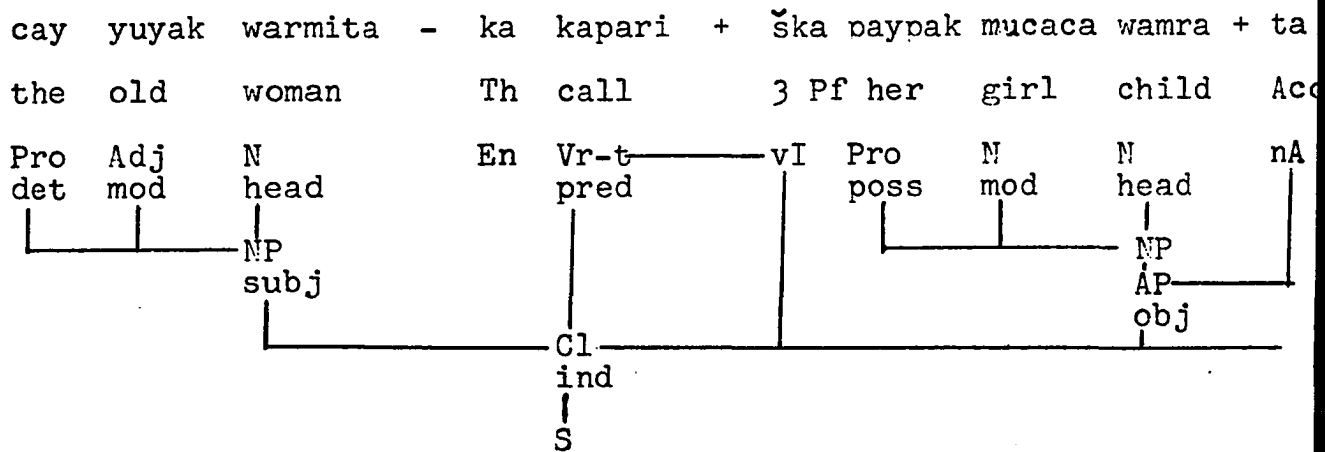 cay yuyak warmita - ka kapari + ška paypak mucaca wamra + ta
the old woman Th call 3 Pf her girl child Acc
Pro Adj N En Vr-t vI Pro N N nA
det mod head pred poss mod head
NP NP
subj AP
obj
Cl
ind
S